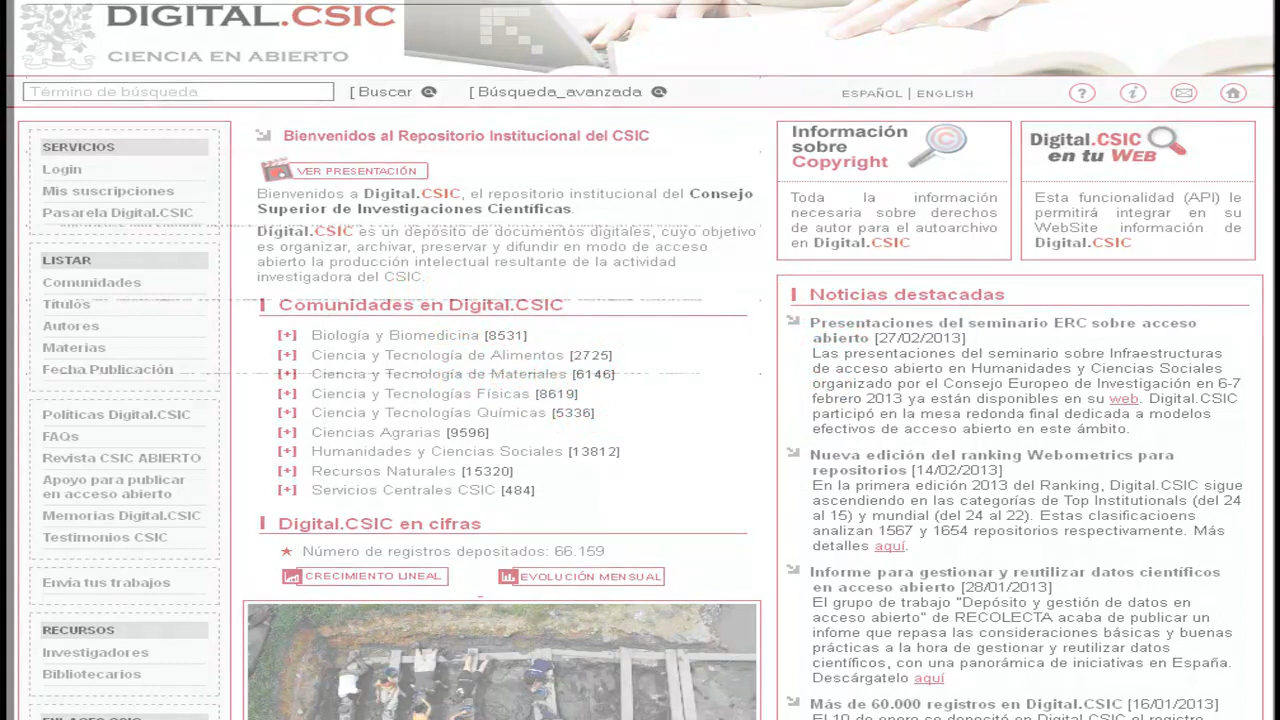 DIGITAL.CSIC
CIENCIA EN ABIERTO
Término de búsqueda
[ Buscar
[ Búsqueda_avanzada
ESPAÑOL | ENGLISH
SERVICIOS
Login
Mis suscripciones
Pasarela Digital.CSIC
LISTAR
Comunidades
Títulos
Autores
Materias
Fecha Publicación
Políticas Digital.CSIC
FAQs
Revista CSIC ABIERTO
Apoyo para publicar
en acceso abierto
Memorias Digital.CSIC
Testimonios CSIC
Envía tus trabajos
RECURSOS
Investigadores
Bibliotecarios
ENLACES CSIC
Bienvenidos al Repositorio Institucional del CSIC
VER PRESENTACIÓN
Bienvenidos a Digital.CSIC, el repositorio institucional del Consejo
Superior de Investigaciones Científicas.
Digital.CSIC es un depósito de documentos digitales, cuyo objetivo
es organizar, archivar, preservar y difundir en modo de acceso
abierto la producción intelectual resultante de la actividad
investigadora del CSIC.
Comunidades en Digital.CSIC
[+] Biología y Biomedicina [8531]
[+] Ciencia y Tecnología de Alimentos [2725]
[+] Ciencia y Tecnología de Materiales [6146]
[+] Ciencia y Tecnologías Físicas [8619]
[+] Ciencia y Tecnologías Químicas [5336]
[+] Ciencias Agrarias [9596]
[+] Humanidades y Ciencias Sociales [13812]
[+] Recursos Naturales [15320]
[+] Servicios Centrales CSIC [484]
Digital.CSIC en cifras
Número de registros depositados: 66.159
CRECIMIENTO LINEAL
EVOLUCIÓN MENSUAL
Información
sobre
Copyright
Toda la información
necesaria sobre derechos
de autor para el autoarchivo
en Digital.CSIC
Digital.CSIC
en tu WEB
Esta funcionalidad (API) le
permitirá integrar en su
WebSite información de
Digital.CSIC
Noticias destacadas
Presentaciones del seminario ERC sobre acceso
abierto [27/02/2013]
Las presentaciones del seminario sobre Infraestructuras
de acceso abierto en Humanidades y Ciencias Sociales
organizado por el Consejo Europeo de Investigación en 6-7
febrero 2013 ya están disponibles en su web. Digital.CSIC
participó en la mesa redonda final dedicada a modelos
efectivos de acceso abierto en este ámbito.
Nueva edición del ranking Webometrics para
repositorios [14/02/2013]
En la primera edición 2013 del Ranking, Digital.CSIC sigue
ascendiendo en las categorías de Top Institutionals (del 24
al 15) y mundial (del 24 al 22). Estas clasificacioens
analizan 1567 y 1654 repositorios respectivamente. Más
detalles aquí.
Informe para gestionar y reutilizar datos científicos
en acceso abierto [28/01/2013]
El grupo de trabajo "Depósito y gestión de datos en
acceso abierto" de RECOLECTA acaba de publicar un
infome que repasa las consideraciones básicas y buenas
prácticas a la hora de gestionar y reutilizar datos
científicos, con una panorámica de iniciativas en España.
Descárgatelo aquí
Más de 60.000 registros en Digital.CSIC [16/01/2013]
El 10 de enero se depositó en Digital.CSIC el registro